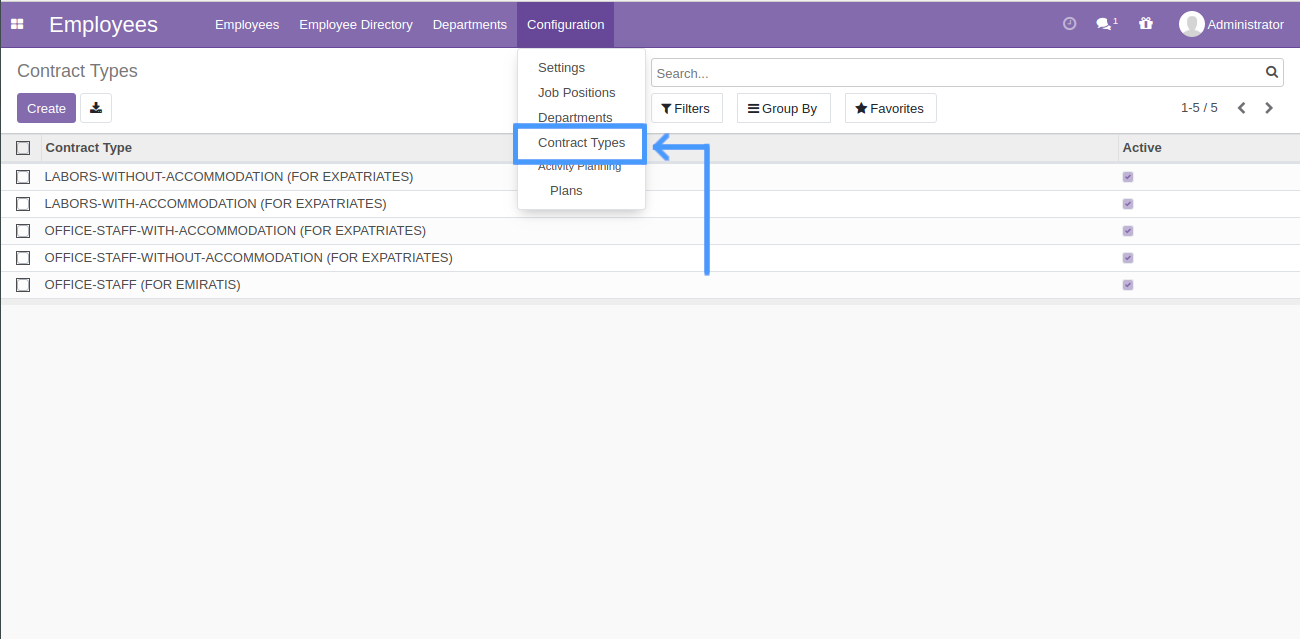 Employees Employees Employee Directory Departments Configuration 1 Administrator
Contract Types
Search...
Create
Filters Group By Favorites 1-5 / 5
Settings
Job Positions
Departments
Contract Types
Activity Planning
Plans
Contract Type Active
LABORS-WITHOUT-ACCOMMODATION (FOR EXPATRIATES)
LABORS-WITH-ACCOMMODATION (FOR EXPATRIATES)
OFFICE-STAFF-WITH-ACCOMMODATION (FOR EXPATRIATES)
OFFICE-STAFF-WITHOUT-ACCOMMODATION (FOR EXPATRIATES)
OFFICE-STAFF (FOR EMIRATIS)